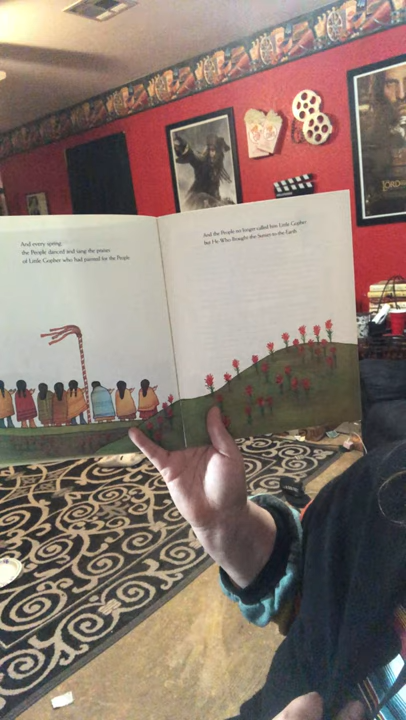 And every spring,
the People danced and sang the praises
of Little Gopher who had painted for the People.
And the People no longer called him Little Gopher
but He Who Brought the Sunset to the Earth.
LORD